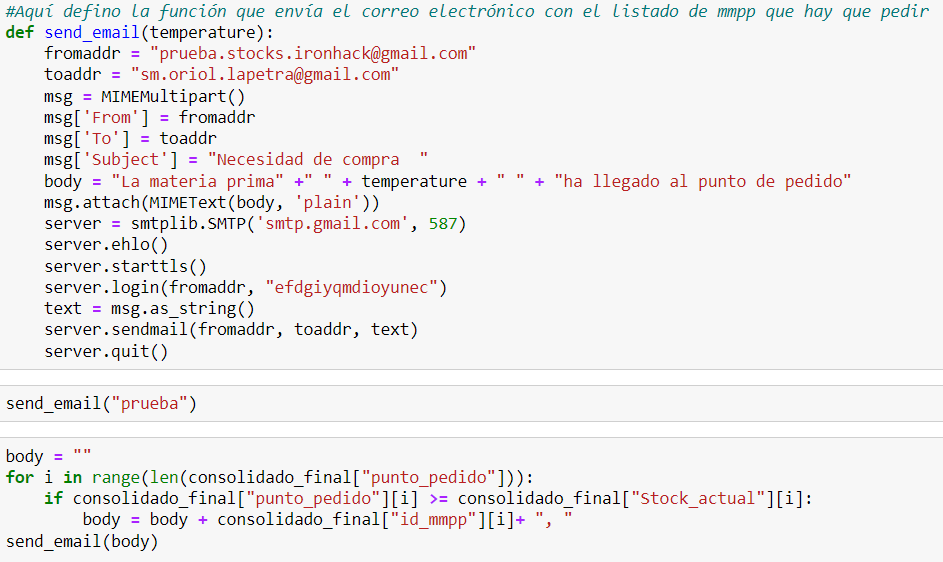 #Aquí defino la función que envía el correo electrónico con el listado de mmpp que hay que pedir
def send_email(temperature):
    fromaddr = "prueba.stocks.ironhack@gmail.com"
    toaddr = "sm.oriol.lapetra@gmail.com"
    msg = MIMEMultipart()
    msg['From'] = fromaddr
    msg['To'] = toaddr
    msg['Subject'] = "Necesidad de compra  "
    body = "La materia prima" +" " + temperature + " " + "ha llegado al punto de pedido"
    msg.attach(MIMEText(body, 'plain'))
    server = smtplib.SMTP('smtp.gmail.com', 587)
    server.ehlo()
    server.starttls()
    server.login(fromaddr, "efdgiyqmdioyunec")
    text = msg.as_string()
    server.sendmail(fromaddr, toaddr, text)
    server.quit()
send_email("prueba")
body = ""
for i in range(len(consolidado_final["punto_pedido"])):
    if consolidado_final["punto_pedido"][i] >= consolidado_final["Stock_actual"][i]:
        body = body + consolidado_final["id_mmpp"][i]+ ", "
send_email(body)